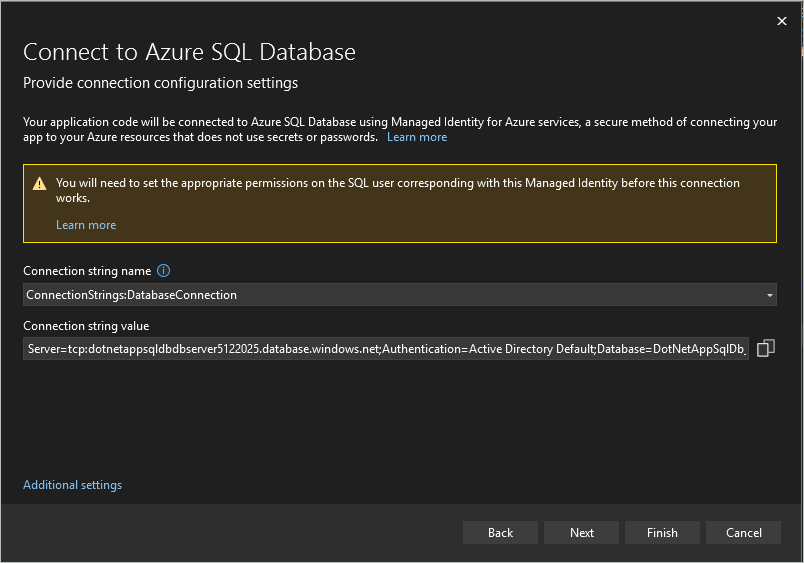 Connect to Azure SQL Database
Provide connection configuration settings
Your application code will be connected to Azure SQL Database using Managed Identity for Azure services, a secure method of connecting your
app to your Azure resources that does not use secrets or passwords. Learn more
You will need to set the appropriate permissions on the SQL user corresponding with this Managed Identity before this connection
works.
Learn more
Connection string name
ConnectionStrings:DatabaseConnection
Connection string value
Server=tcp:dotnetappsqldbdbserver5122025.database.windows.net;Authentication=Active Directory Default;Database=DotNetAppSqlDb_
Additional settings
Back Next Finish Cancel